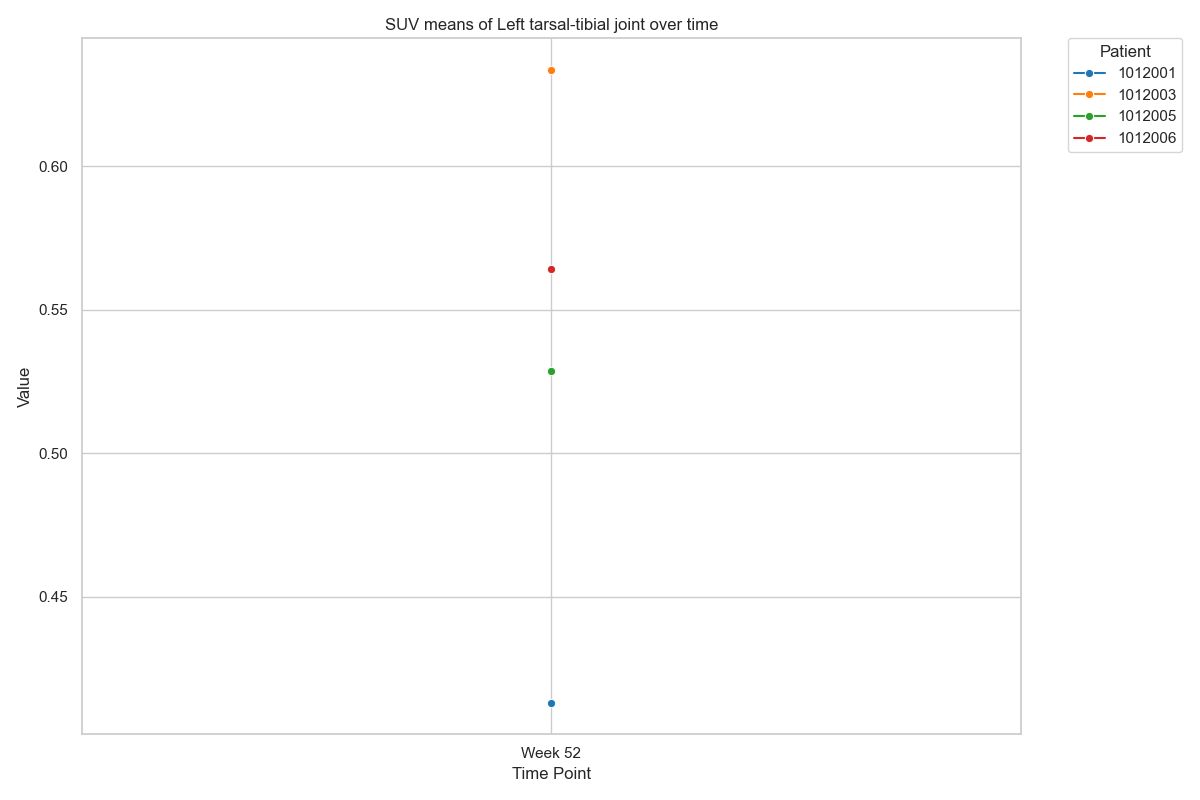 SUV means of Left tarsal-tibial joint over time
Patient
1012001
1012003
1012005
1012006
0.60
0.55
0.50
0.45
Value
Week 52
Time Point